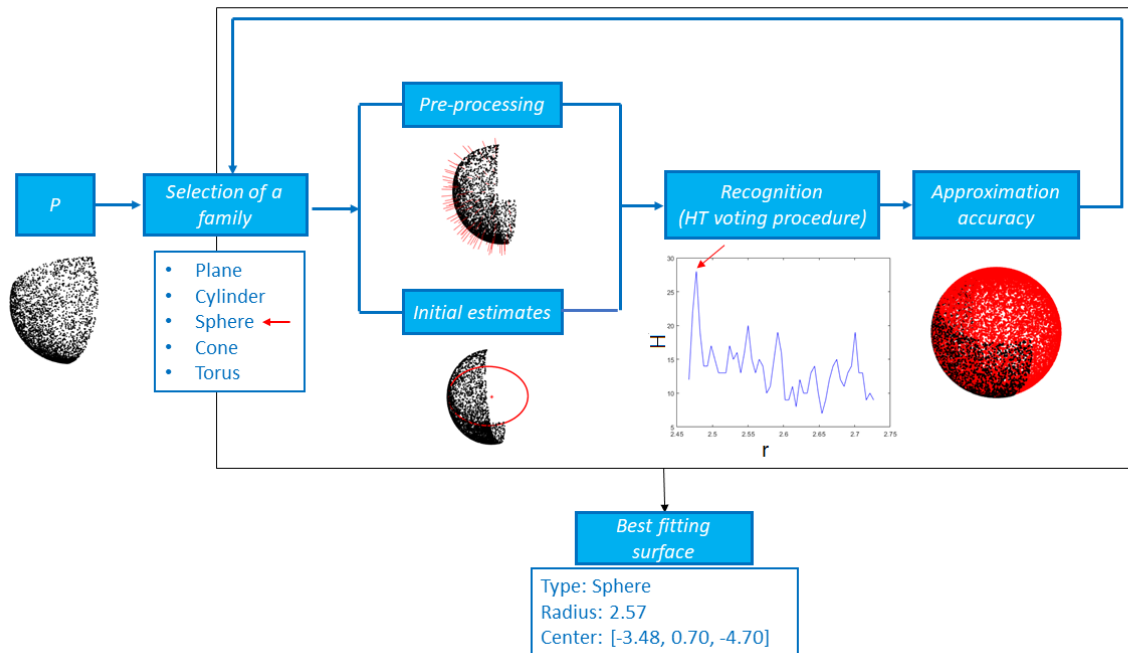 P
Selection of a
family
• Plane
• Cylinder
• Sphere
• Cone
• Torus
Pre-processing
Initial estimates
Recognition
(HT voting procedure)
30
25
20
15
10
5
H
2.45
2.5
2.55
2.6
2.65
2.7
2.75
r
Approximation
accuracy
Best fitting
surface
Type: Sphere
Radius: 2.57
Center: [-3.48, 0.70, -4.70]